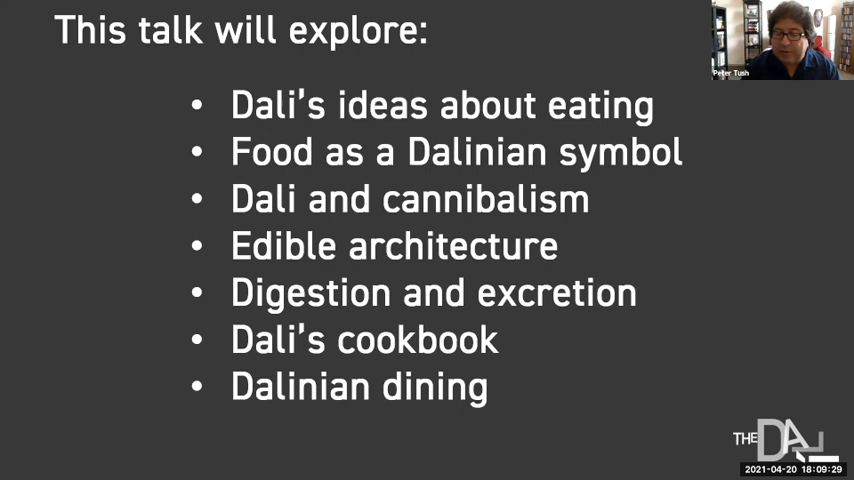 This talk will explore:
Peter Tush
• Dali's ideas about eating
• Food as a Dalinian symbol
• Dali and cannibalism
• Edible architecture
• Digestion and excretion
• Dali's cookbook
• Dalinian dining
THE DALI
2021-04-20 18:09:29